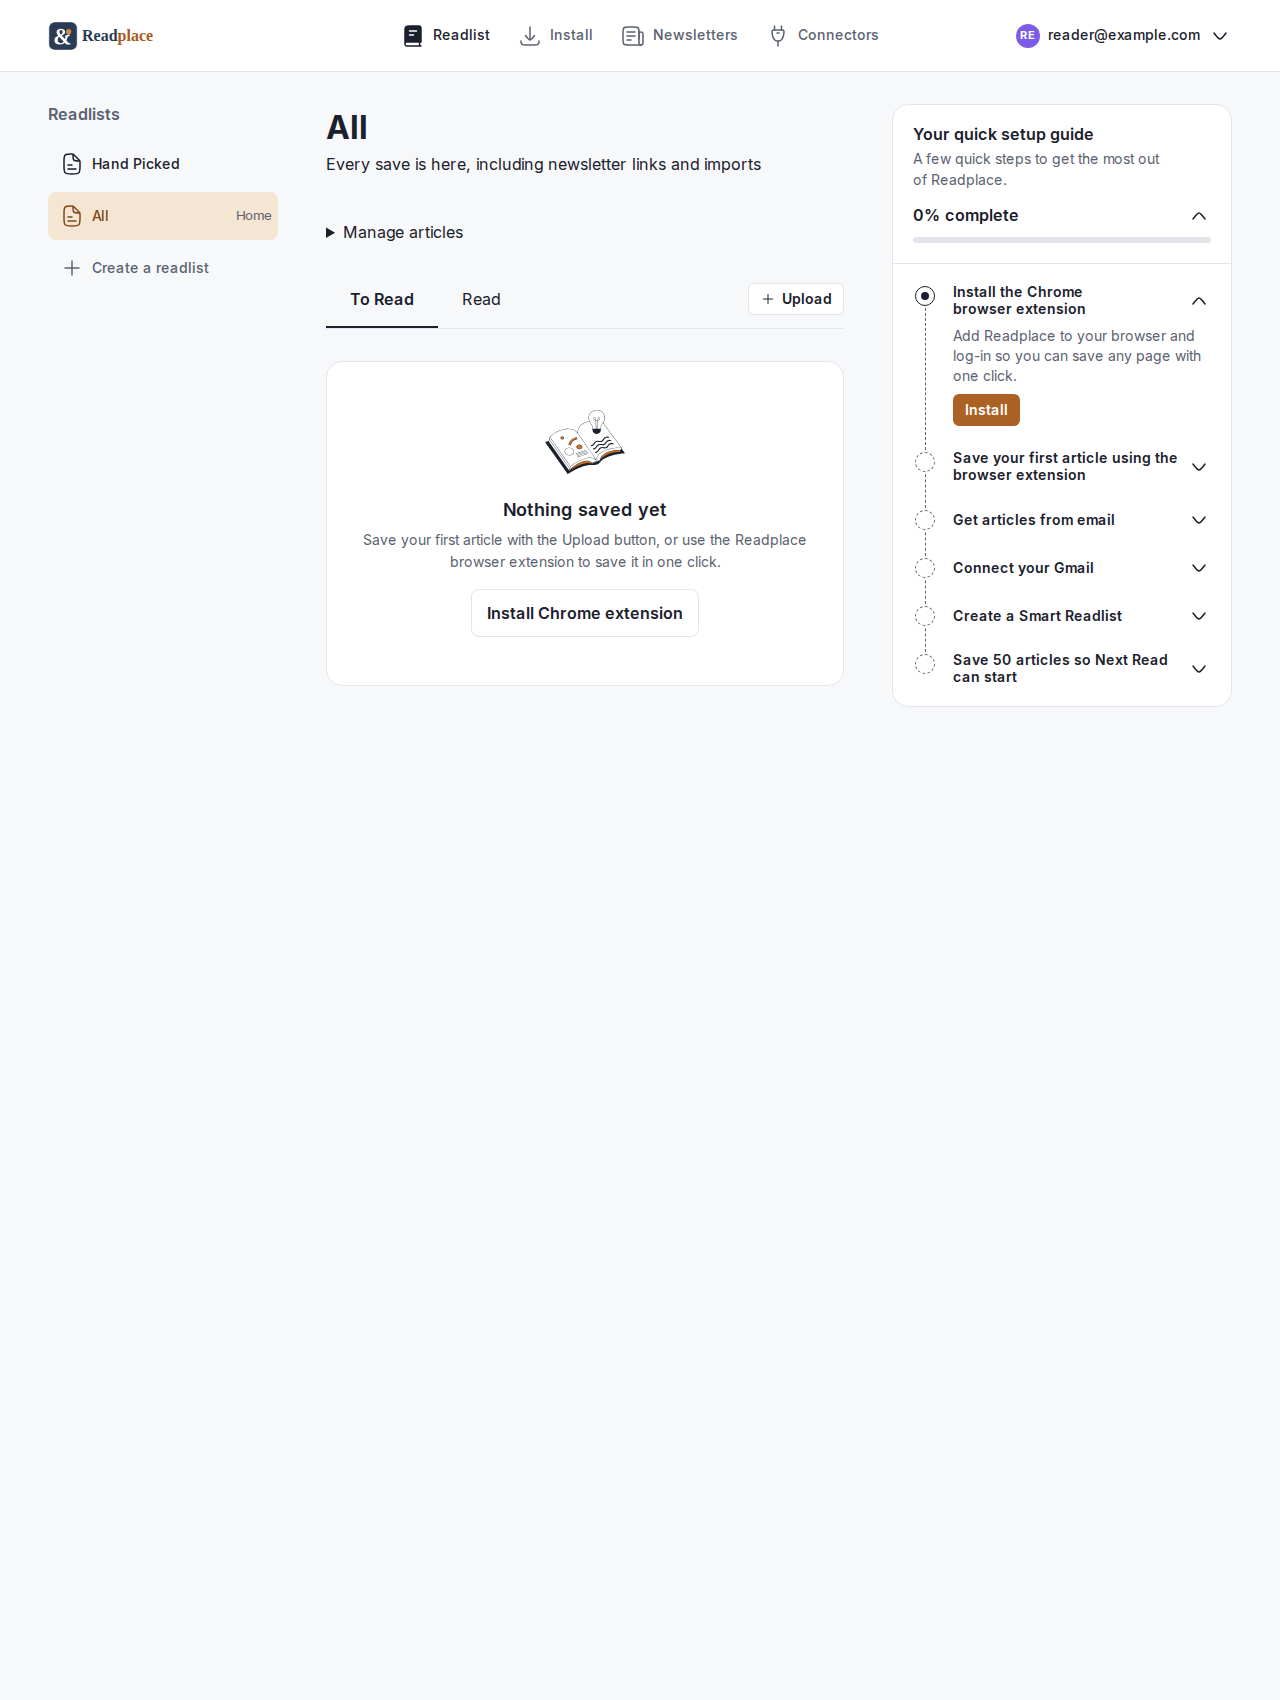 & Readplace
Readlist
Install
Newsletters
Connectors
RE
reader@example.com
Readlists
Hand Picked
All
Home
Create a readlist
All
Every save is here, including newsletter links and imports
Manage articles
To Read
Read
Upload
Nothing saved yet
Save your first article with the Upload button, or use the Readplace
browser extension to save it in one click.
Install Chrome extension
Your quick setup guide
A few quick steps to get the most out
of Readplace.
0% complete
Install the Chrome
browser extension
Add Readplace to your browser and
log-in so you can save any page with
one click.
Install
Save your first article using the
browser extension
Get articles from email
Connect your Gmail
Create a Smart Readlist
Save 50 articles so Next Read
can start